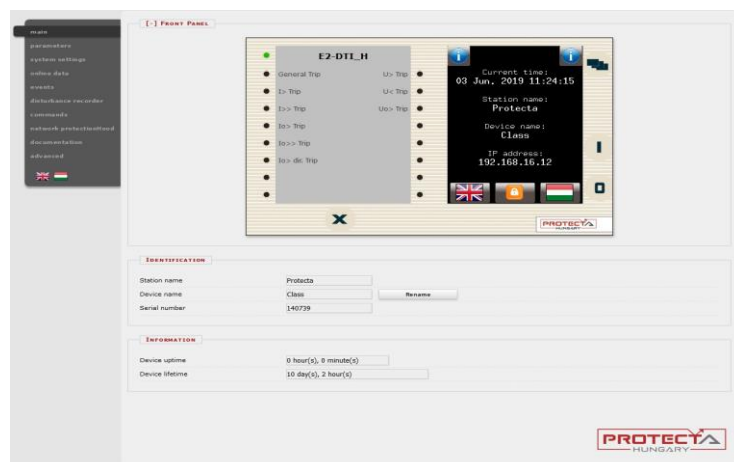 main
parameters
system settings
online data
events
disturbance recorder
commands
documentation
advanced
[-] Front Panel
E2-DTI_H
General Trip
I> Trip
I>> Trip
Io> Trip
Io>> Trip
Io> dir Trip
U> Trip
U< Trip
Uo> Trip
X
Current time:
03 Jun, 2019 11:24:15
Station name:
Protecta
Device name:
Class
IP address:
192.168.16.12
I
O
PROTECTA
HUNGARY
Identification
Station name Protecta
Device name Class Rename
Serial number 140739
Information
Device uptime 0 hour(s), 8 minute(s)
Device lifetime 10 day(s), 2 hour(s)
PROTECTA
HUNGARY